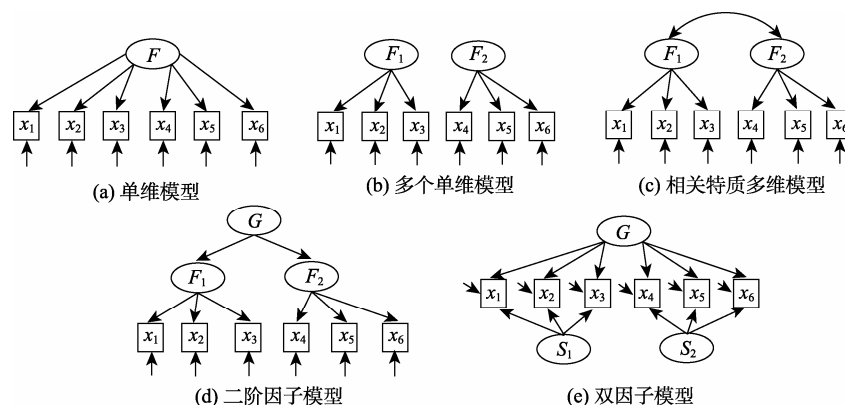 F
x₁ x₂ x₃ x₄ x₅ x₆
(a) 单维模型
F₁ F₂
x₁ x₂ x₃ x₄ x₅ x₆
(b) 多个单维模型
F₁ F₂
x₁ x₂ x₃ x₄ x₅ x₆
(c) 相关特质多维模型
G
F₁ F₂
x₁ x₂ x₃ x₄ x₅ x₆
(d) 二阶因子模型
G
x₁ x₂ x₃ x₄ x₅ x₆
S₁ S₂
(e) 双因子模型